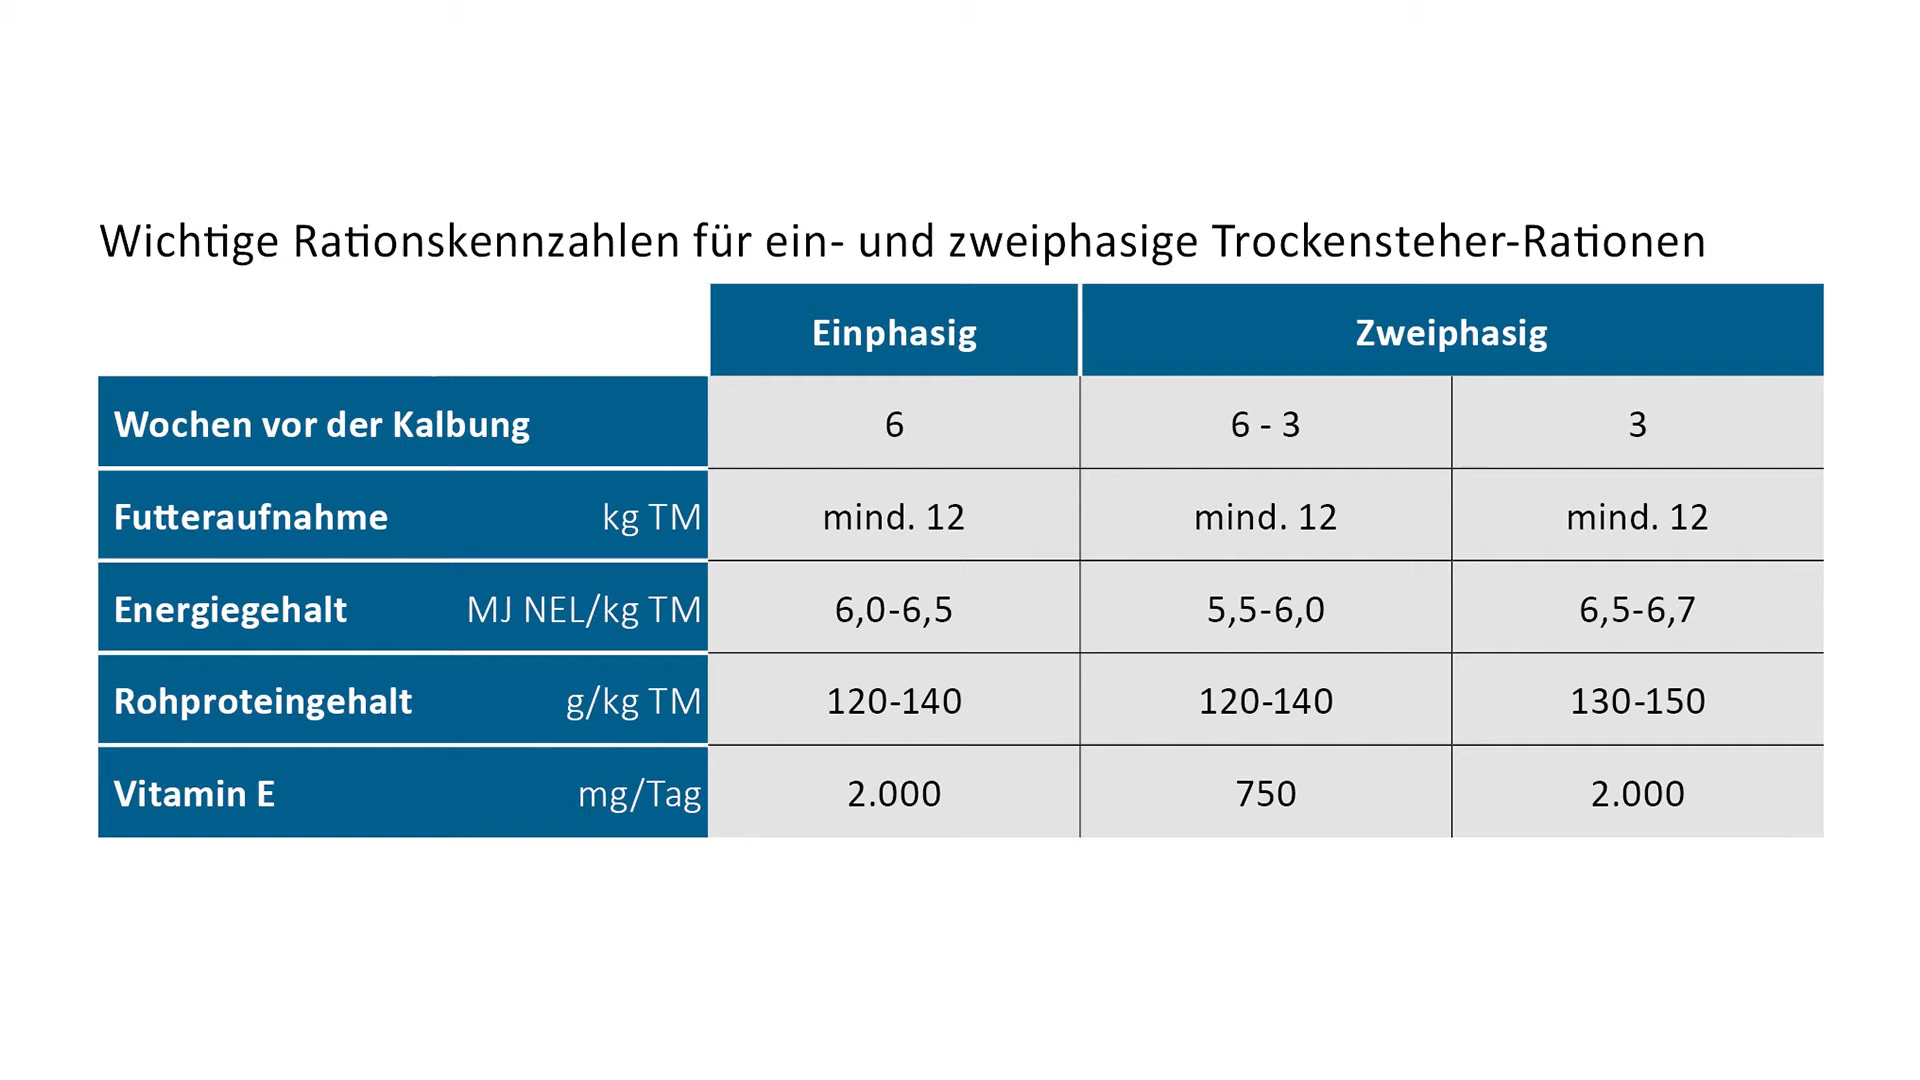 Wichtige Rationskennzahlen für ein- und zweiphasige Trockensteher-Rationen
Einphasig Zweiphasig
Wochen vor der Kalbung 6 6 - 3 3
Futteraufnahme kg TM mind. 12 mind. 12 mind. 12
Energiegehalt MJ NEL/kg TM 6,0-6,5 5,5-6,0 6,5-6,7
Rohproteingehalt g/kg TM 120-140 120-140 130-150
Vitamin E mg/Tag 2.000 750 2.000